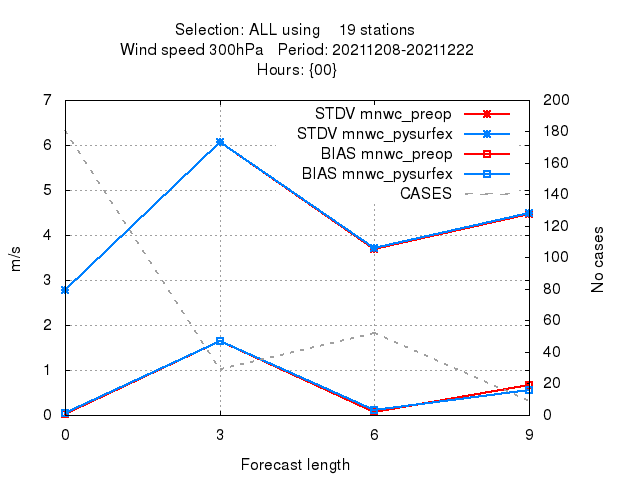 Selection: ALL using 19 stations
Wind speed 300hPa Period: 20211208-20211222
Hours: {00}
STDV mnwc_preop
STDV mnwc_pysurfex
BIAS mnwc_preop
BIAS mnwc_pysurfex
CASES
7
6
5
4
3
2
1
0
m/s
200
180
160
140
120
100
80
60
40
20
0
No cases
0 3 6 9
Forecast length